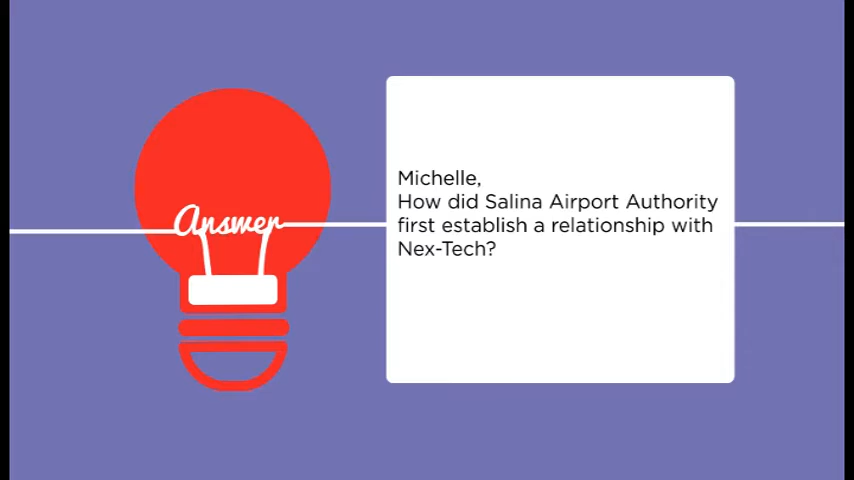 Answer
Michelle,
How did Salina Airport Authority
first establish a relationship with
Nex-Tech?